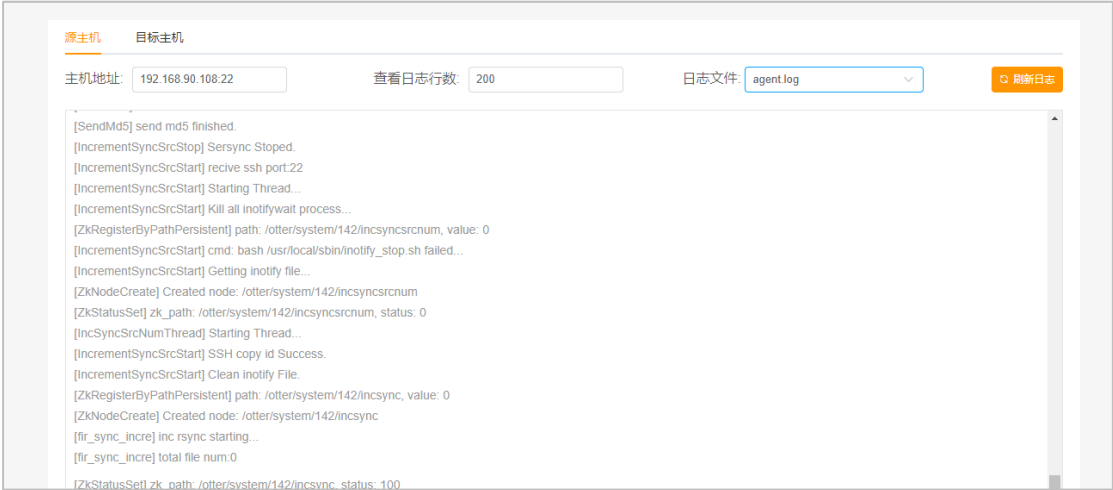 源主机 目标主机
主机地址: 192.168.90.108:22 查看日志行数: 200 日志文件: agent.log 刷新日志
[SendMd5] send md5 finished.
[IncrementSyncSrcStop] Sersync Stoped.
[IncrementSyncSrcStart] recive ssh port:22
[IncrementSyncSrcStart] Starting Thread...
[IncrementSyncSrcStart] Kill all inotifywait process...
[ZkRegisterByPathPersistent] path: /otter/system/142/incsyncsrcnum, value: 0
[IncrementSyncSrcStart] cmd: bash /usr/local/sbin/inotify_stop.sh failed...
[IncrementSyncSrcStart] Getting inotify file...
[ZkNodeCreate] Created node: /otter/system/142/incsyncsrcnum
[ZkStatusSet] zk_path: /otter/system/142/incsyncsrcnum, status: 0
[IncSyncSrcNumThread] Starting Thread...
[IncrementSyncSrcStart] SSH copy id Success.
[IncrementSyncSrcStart] Clean inotify File.
[ZkRegisterByPathPersistent] path: /otter/system/142/incsync, value: 0
[ZkNodeCreate] Created node: /otter/system/142/incsync
[fir_sync_incre] inc rsync starting...
[fir_sync_incre] total file num:0
[ZkStatusSet] zk_path: /otter/system/142/incsync, status: 100